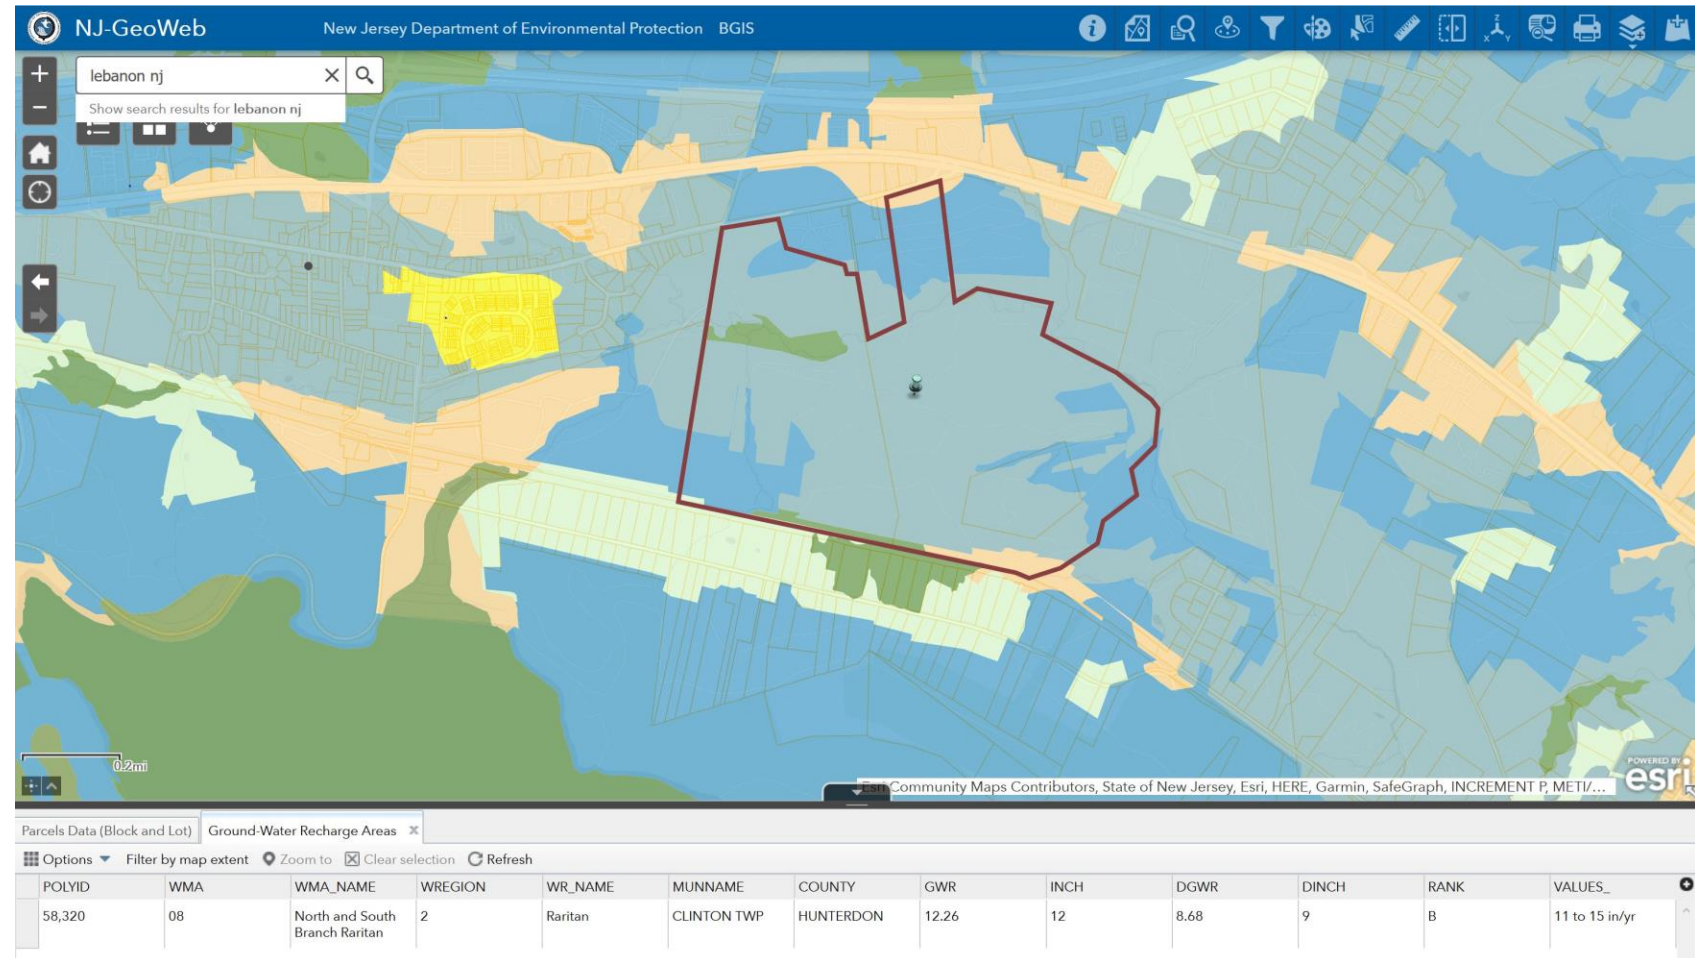 NJ-GeoWeb
New Jersey Department of Environmental Protection BGIS
lebanon nj
Show search results for lebanon nj
0.2mi
Esri Community Maps Contributors, State of New Jersey, Esri, HERE, Garmin, SafeGraph, INCREMENT P, METI/...
POWERED BY
esri
Parcels Data (Block and Lot) Ground-Water Recharge Areas
Options Filter by map extent Zoom to Clear selection Refresh
POLYID WMA WMA_NAME WREGION WR_NAME MUNNAME COUNTY GWR INCH DGWR DINCH RANK VALUES_
58,320 08 North and South 2 Raritan CLINTON TWP HUNTERDON 12.26 12 8.68 9 B 11 to 15 in/yr
Branch Raritan